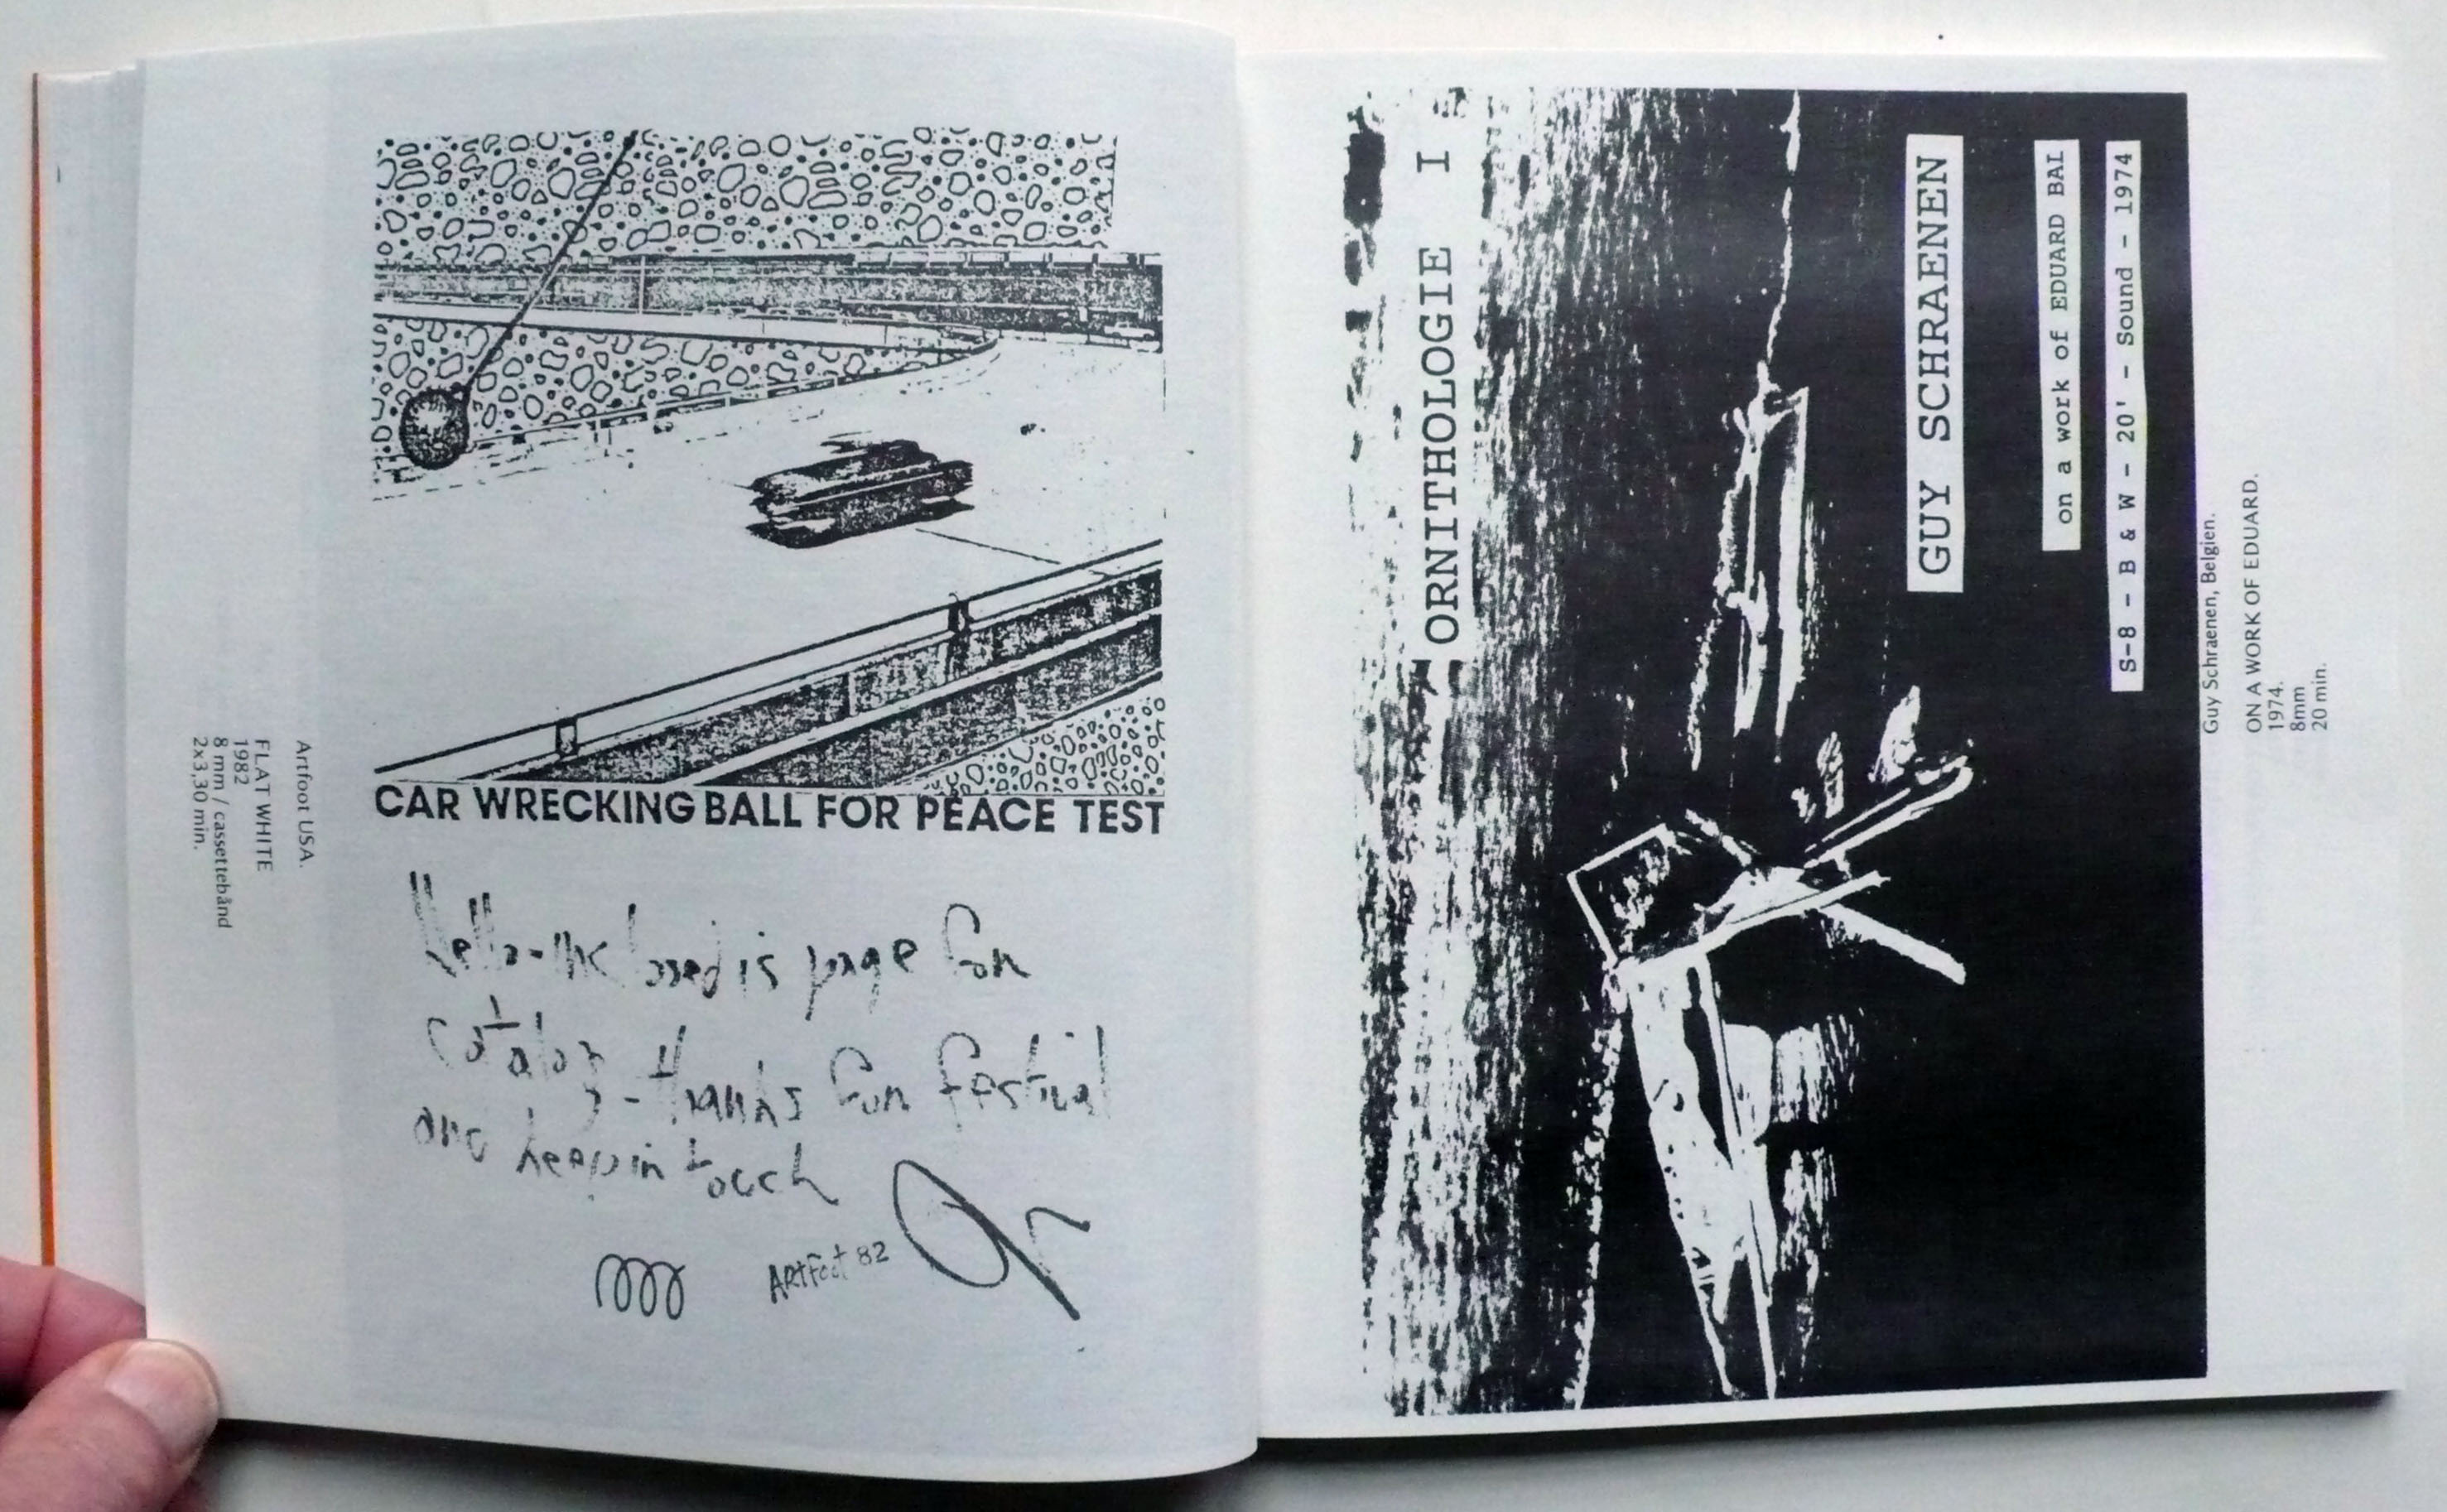 Artfoot USA.
FLAT WHITE
1982
8 mm / cassettebånd
2x3,30 min.
CAR WRECKING BALL FOR PEACE TEST
Hello - the is page for
Catalog - thanks for festival
and keep in touch
ARTFOOT 82
ORNITHOLOGIE I
GUY SCHRAENEN
on a work of EDUARD BAL
S-8 - B & W - 20' - Sound - 1974
Guy Schraenen, Belgien.
ON A WORK OF EDUARD.
1974.
8mm
20 min.